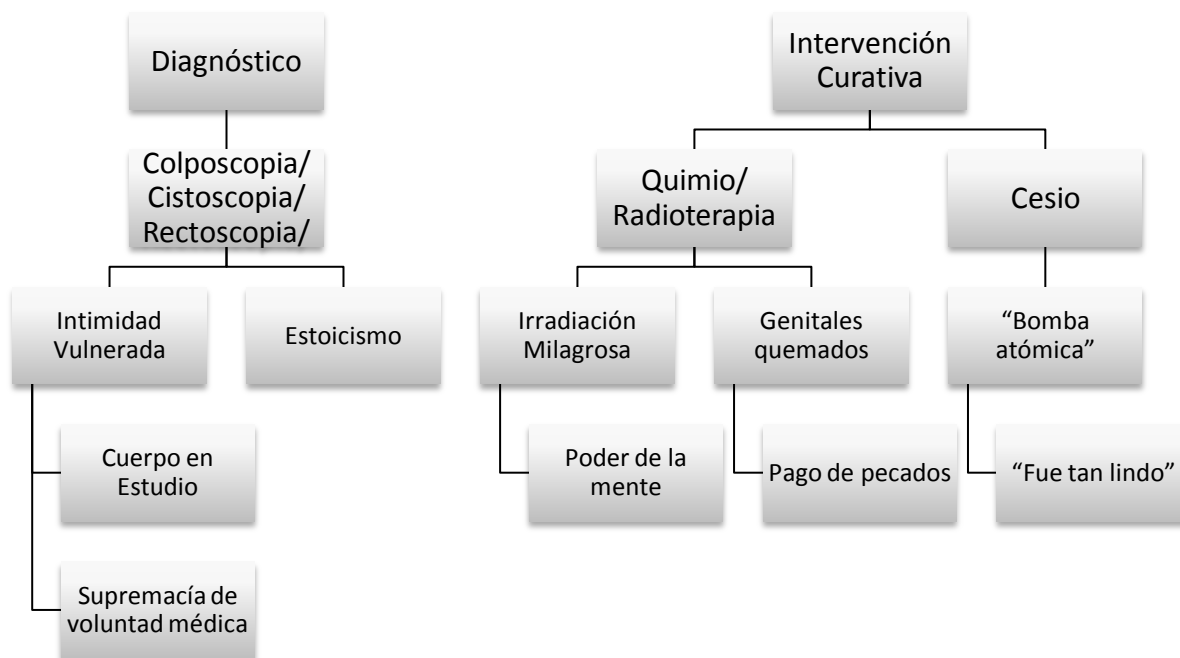 Diagnóstico
Colposcopia/
Cistoscopia/
Rectoscopia/
Intimidad
Vulnerada
Estoicismo
Cuerpo en
Estudio
Supremacía de
voluntad médica
Intervención
Curativa
Quimio/
Radioterapia
Cesio
Irradiación
Milagrosa
Genitales
quemados
“Bomba
atómica”
Poder de la
mente
Pago de pecados
“Fue tan lindo”